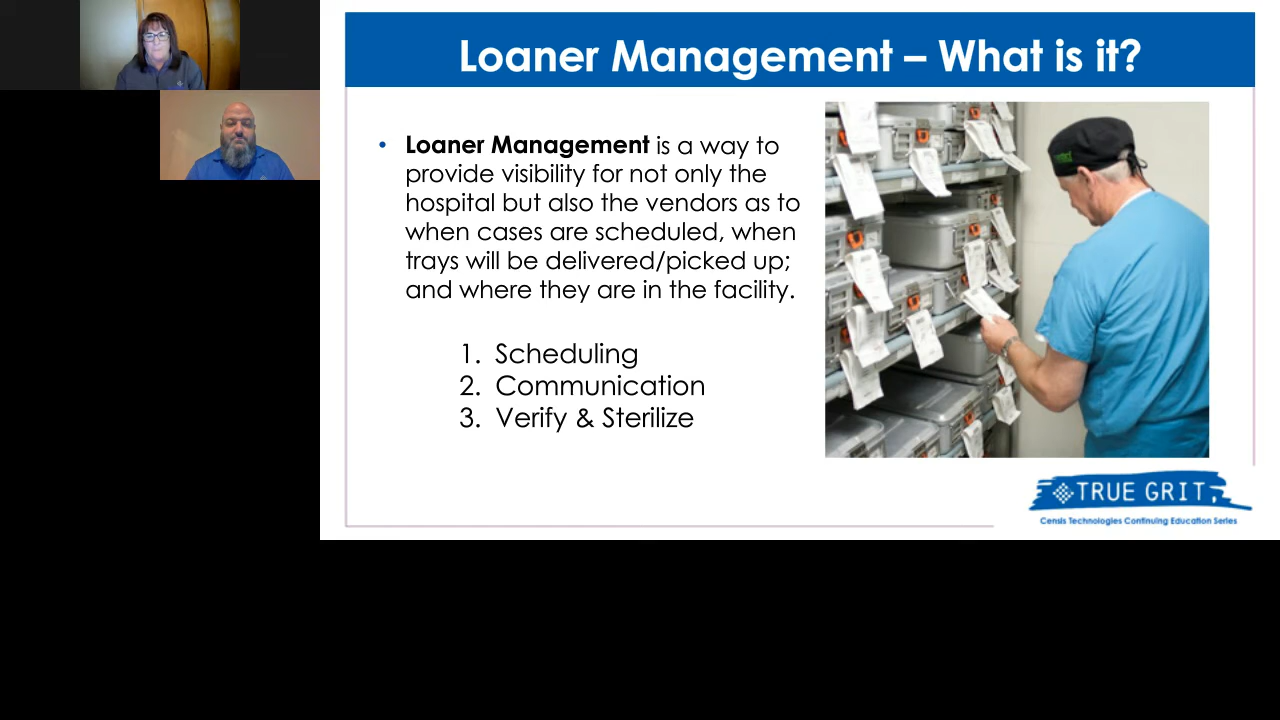 Loaner Management – What is it?
• Loaner Management is a way to
provide visibility for not only the
hospital but also the vendors as to
when cases are scheduled, when
trays will be delivered/picked up;
and where they are in the facility.
1. Scheduling
2. Communication
3. Verify & Sterilize
TRUE GRIT
Censis Technologies Continuing Education Series